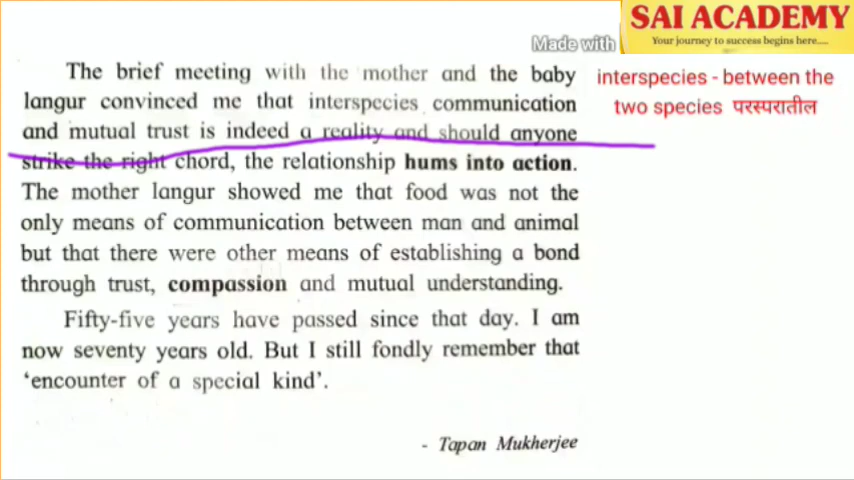 SAI ACADEMY
Your journey to success begins here.....
Made with
The brief meeting with the mother and the baby
langur convinced me that interspecies communication
and mutual trust is indeed a reality and should anyone
strike the right chord, the relationship hums into action.
The mother langur showed me that food was not the
only means of communication between man and animal
but that there were other means of establishing a bond
through trust, compassion and mutual understanding.
Fifty-five years have passed since that day. I am
now seventy years old. But I still fondly remember that
‘encounter of a special kind’.
- Tapan Mukherjee
interspecies - between the
two species परस्परातील